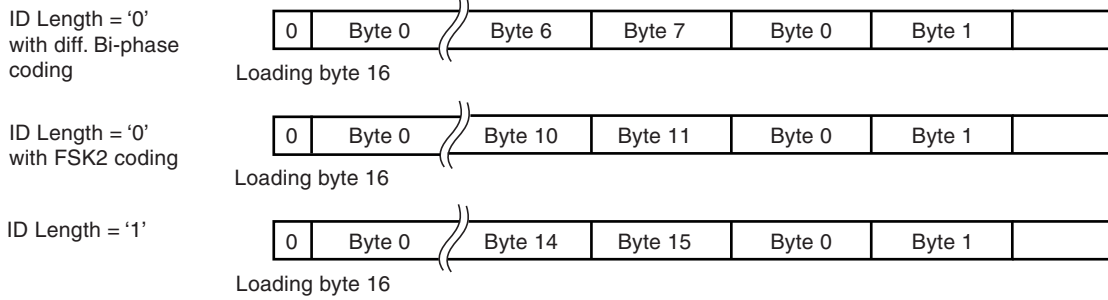 ID Length = ‘0’
with diff. Bi-phase
coding
0 Byte 0 Byte 6 Byte 7 Byte 0 Byte 1
Loading byte 16
ID Length = ‘0’
with FSK2 coding
0 Byte 0 Byte 10 Byte 11 Byte 0 Byte 1
Loading byte 16
ID Length = ‘1’
0 Byte 0 Byte 14 Byte 15 Byte 0 Byte 1
Loading byte 16